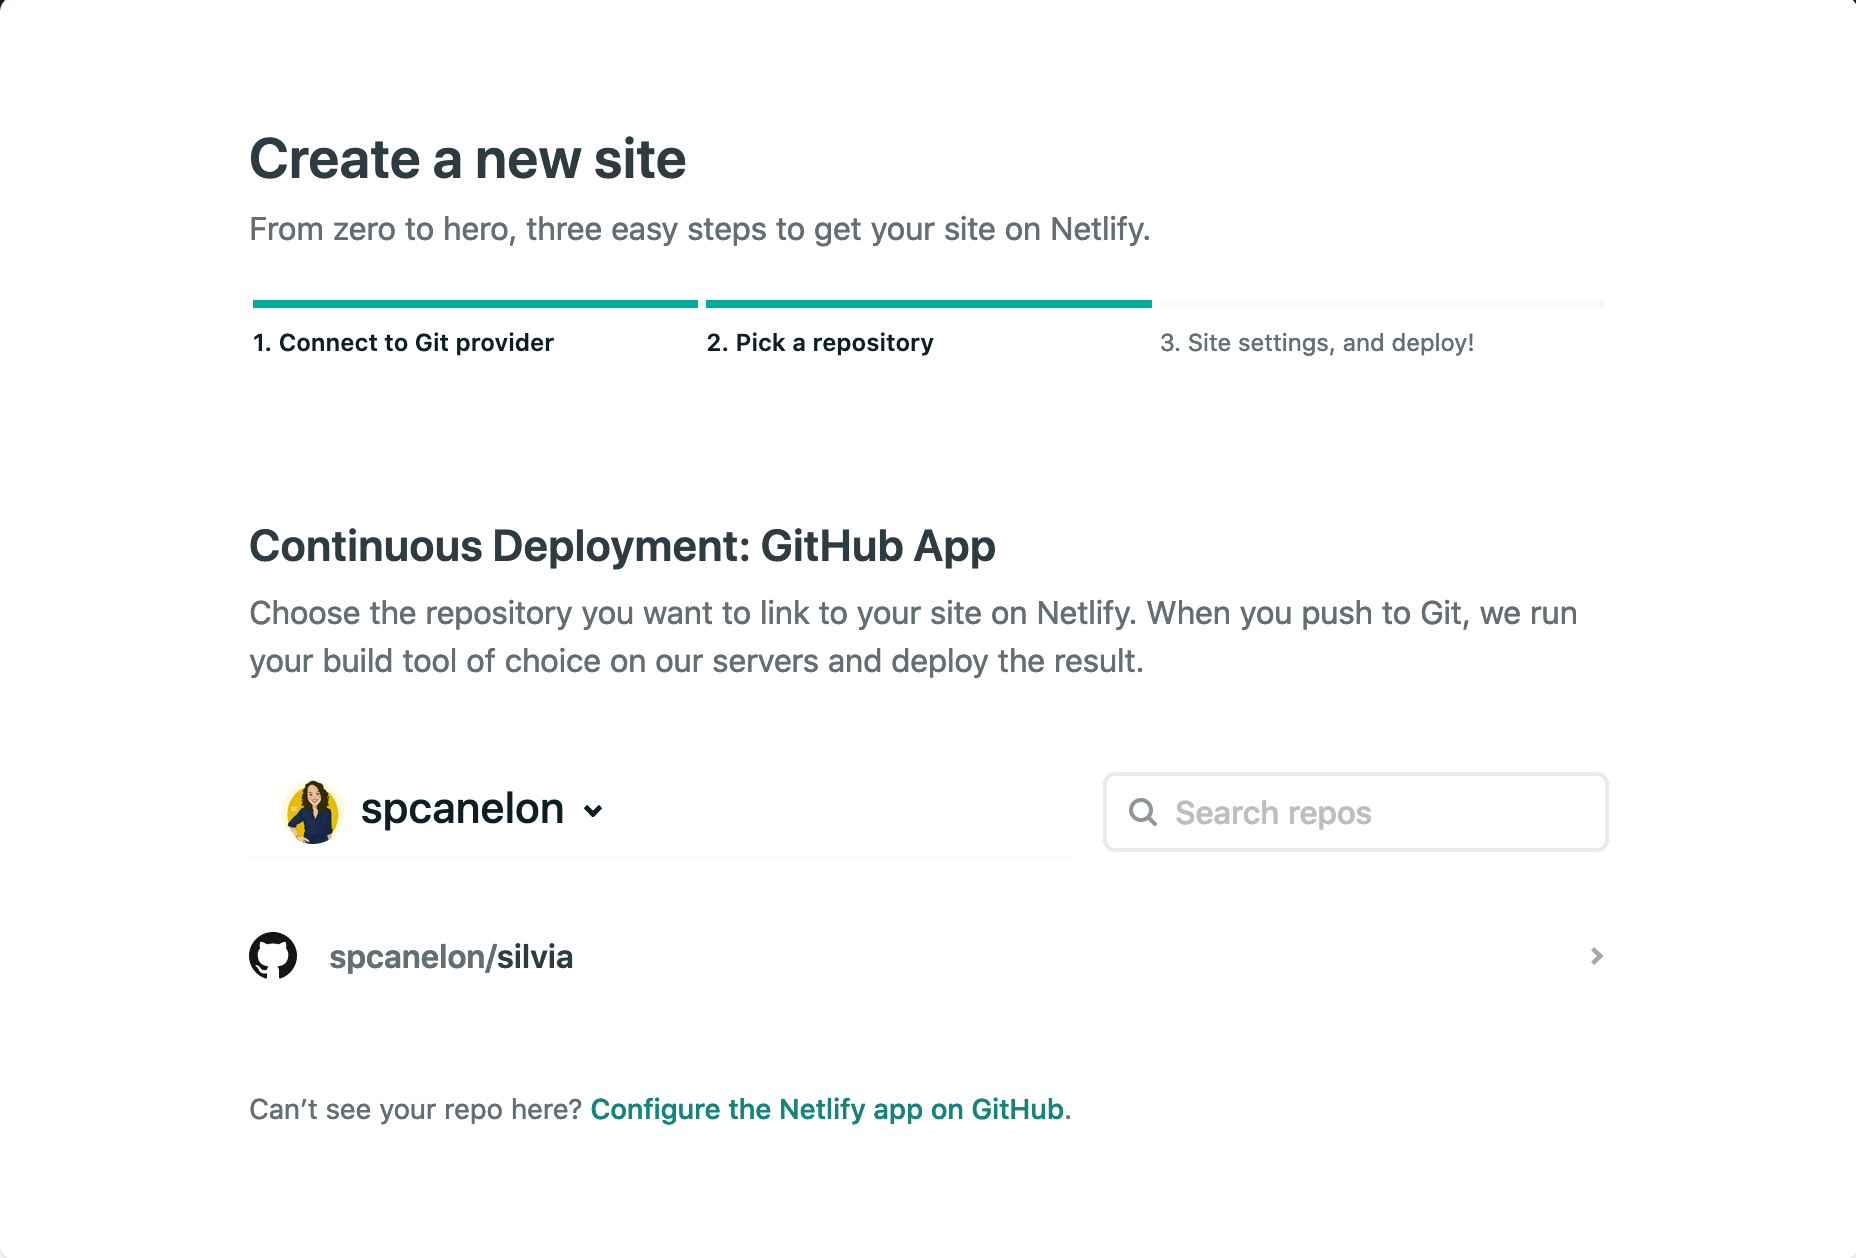 Create a new site
From zero to hero, three easy steps to get your site on Netlify.
1. Connect to Git provider
2. Pick a repository
3. Site settings, and deploy!
Continuous Deployment: GitHub App
Choose the repository you want to link to your site on Netlify. When you push to Git, we run
your build tool of choice on our servers and deploy the result.
spcanelon
Search repos
spcanelon/silvia
Can’t see your repo here? Configure the Netlify app on GitHub.